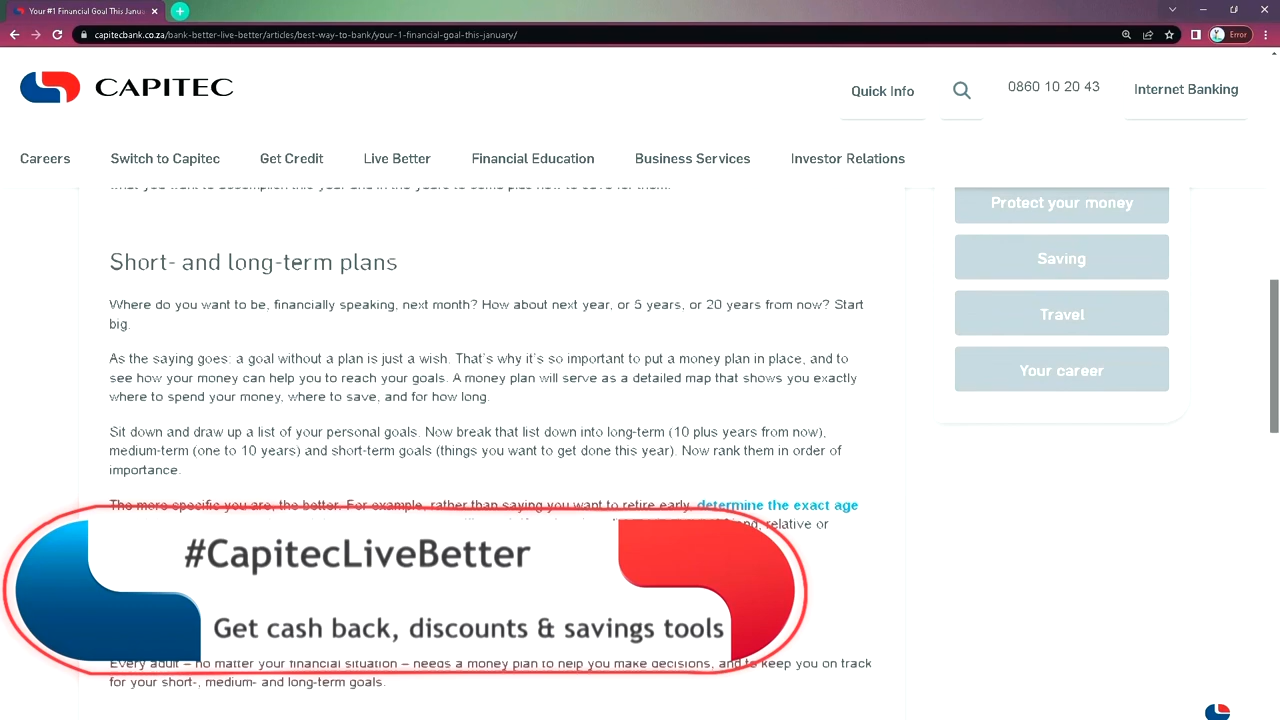 Your #1 Financial Goal This Janua
capitecbank.co.za/bank-better-live-better/articles/best-way-to-bank/your-1-financial-goal-this-january/
Error
CAPITEC
Quick Info
0860 10 20 43
Internet Banking
Careers
Switch to Capitec
Get Credit
Live Better
Financial Education
Business Services
Investor Relations
Protect your money
Saving
Travel
Your career
Short- and long-term plans
Where do you want to be, financially speaking, next month? How about next year, or 5 years, or 20 years from now? Start
big.
As the saying goes: a goal without a plan is just a wish. That's why it's so important to put a money plan in place, and to
see how your money can help you to reach your goals. A money plan will serve as a detailed map that shows you exactly
where to spend your money, where to save, and for how long.
Sit down and draw up a list of your personal goals. Now break that list down into long-term (10 plus years from now),
medium-term (one to 10 years) and short-term goals (things you want to get done this year). Now rank them in order of
importance.
The more specific you are, the better. For example, rather than saying you want to retire early, determine the exact age
relative or
#CapitecLiveBetter
Get cash back, discounts & savings tools
Every adult – no matter your financial situation – needs a money plan to help you make decisions, and to keep you on track
for your short-, medium- and long-term goals.